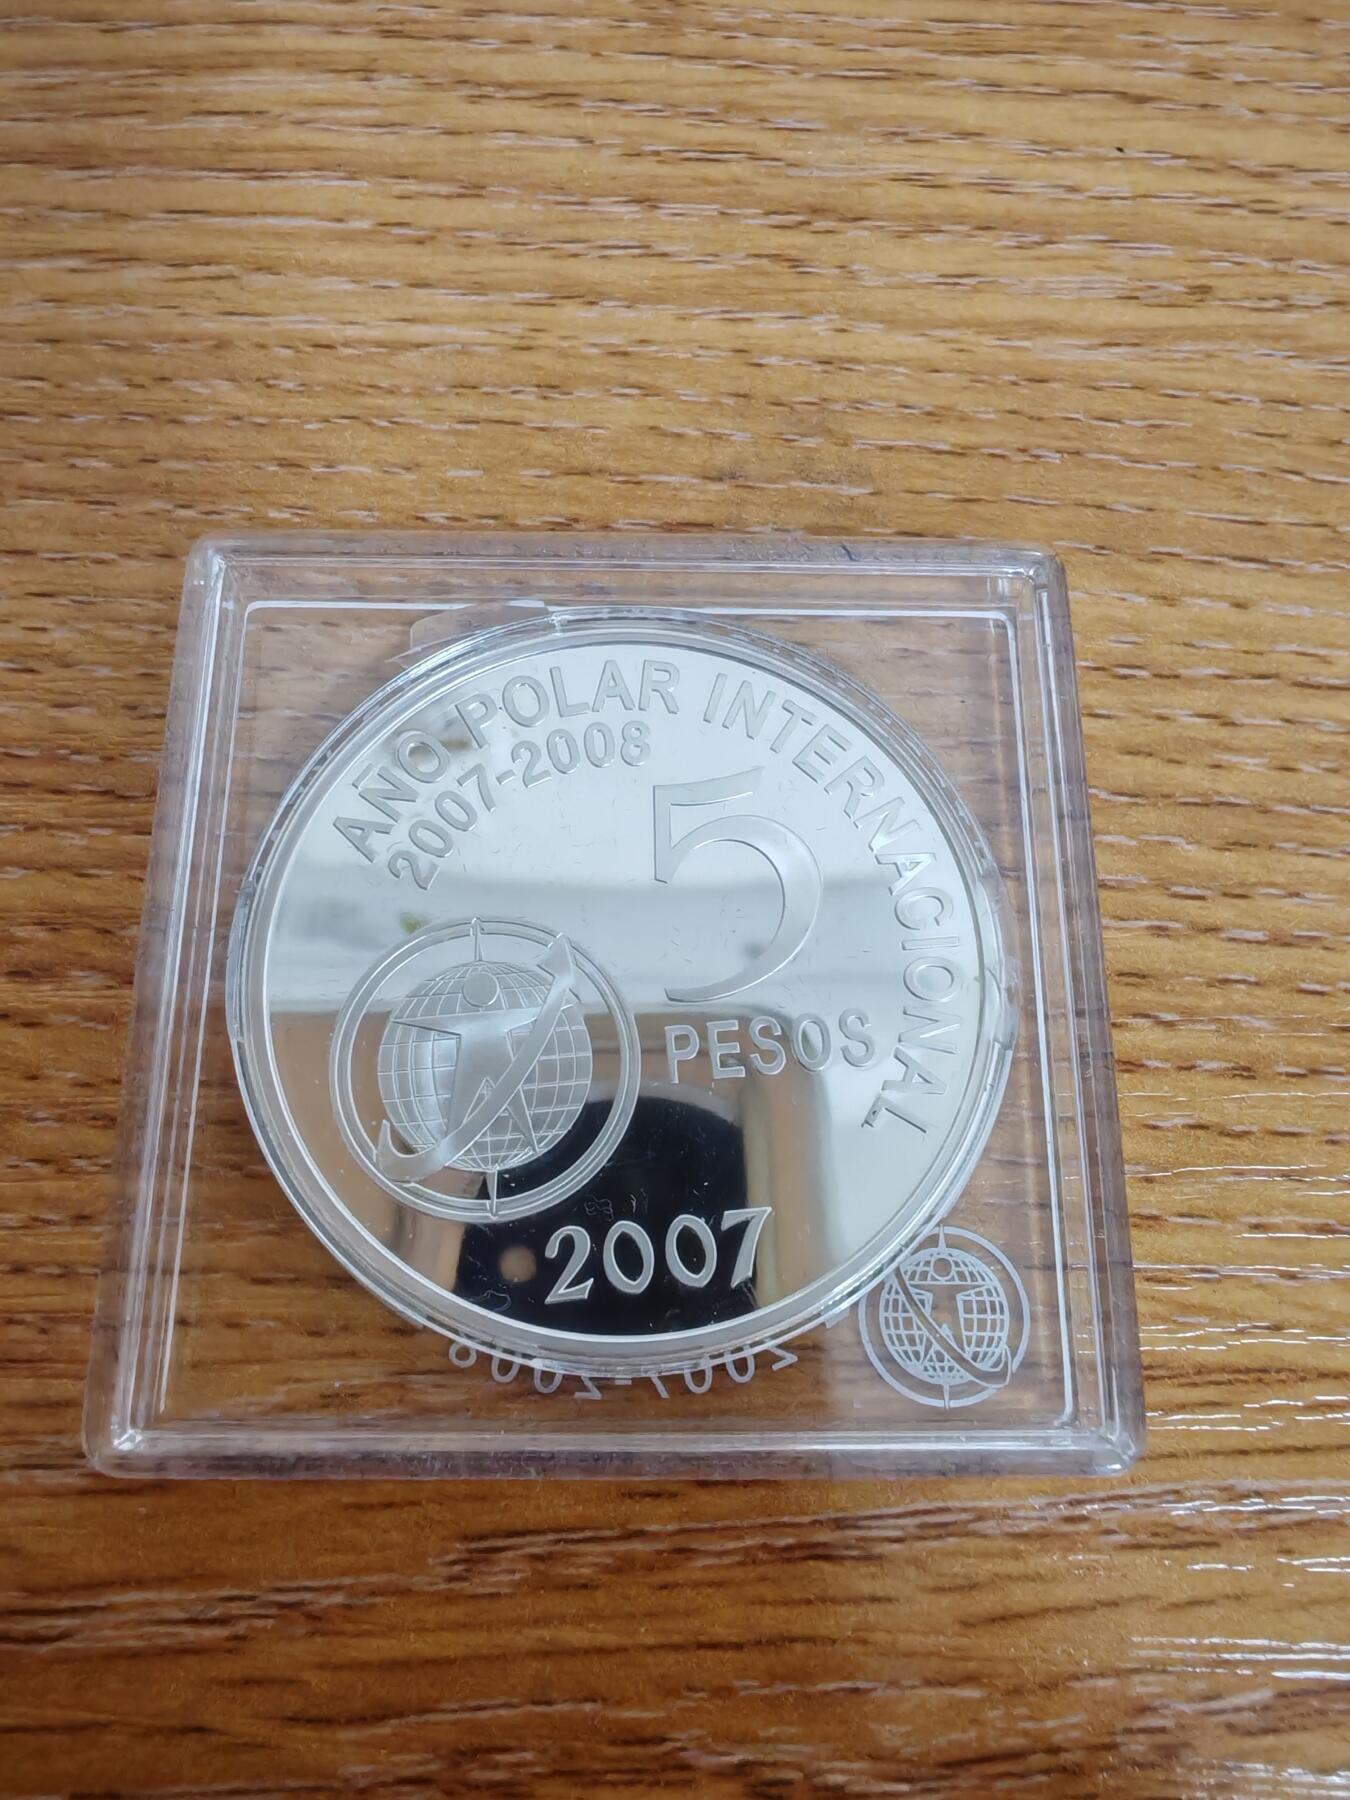 AÑO POLAR INTERNACIONAL
2007-2008
5
PESOS
2007
2007-2008